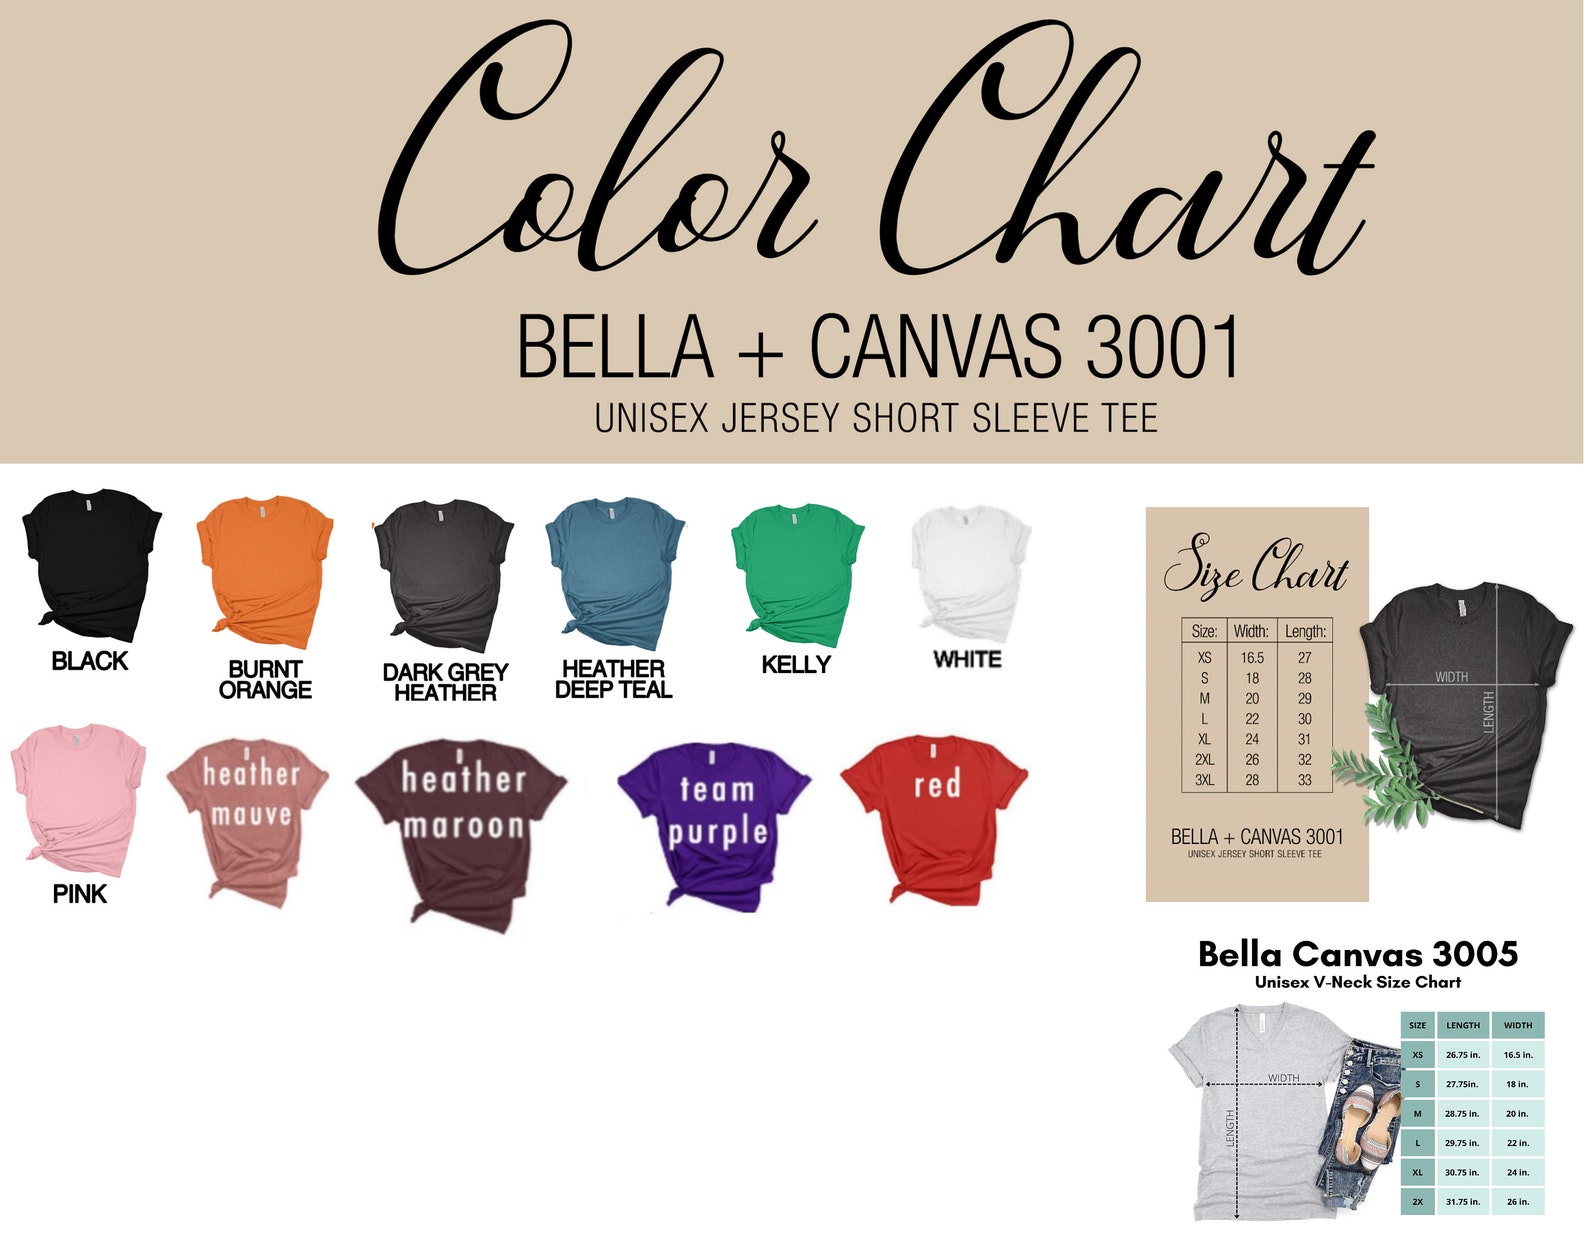 Color Chart
BELLA + CANVAS 3001
UNISEX JERSEY SHORT SLEEVE TEE
BLACK
BURNT
ORANGE
DARK GREY
HEATHER
HEATHER
DEEP TEAL
KELLY
WHITE
PINK
heather
mauve
heather
maroon
team
purple
red
Size Chart
Size: Width: Length:
XS 16.5 27
S 18 28
M 20 29
L 22 30
XL 24 31
2XL 26 32
3XL 28 33
BELLA + CANVAS 3001
UNISEX JERSEY SHORT SLEEVE TEE
WIDTH
LENGTH
Bella Canvas 3005
Unisex V-Neck Size Chart
WIDTH
LENGTH
SIZE LENGTH WIDTH
XS 26.75 in. 16.5 in.
S 27.75in. 18 in.
M 28.75 in. 20 in.
L 29.75 in. 22 in.
XL 30.75 in. 24 in.
2X 31.75 in. 26 in.